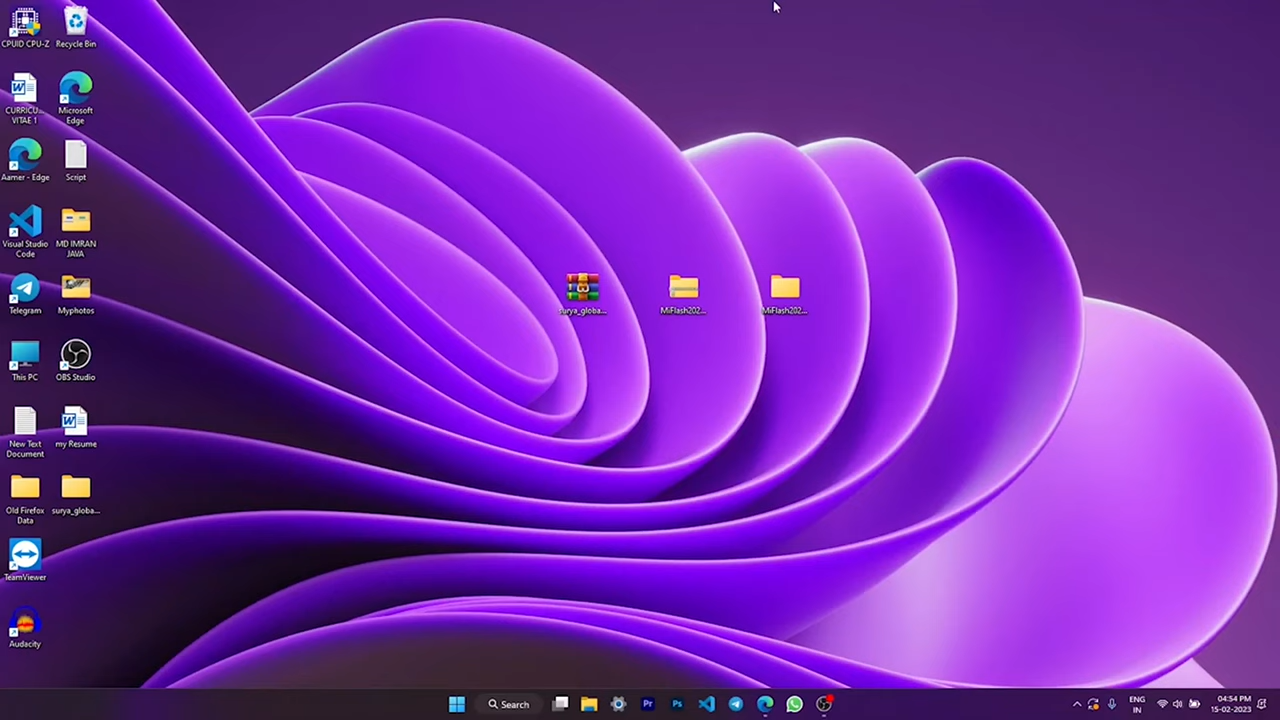 CPUID CPU-Z
Recycle Bin
CURRICU...
VITAE 1
Microsoft
Edge
Aamer - Edge
Script
Visual Studio
Code
MD IMRAN
JAVA
Telegram
Myphotos
This PC
OBS Studio
New Text
Document
my Resume
Old Firefox
Data
surya_globa...
TeamViewer
Audacity
surya_globa...
MiFlash202...
MiFlash202...
Search
Pr
Ps
ENG
IN
04:54 PM
15-02-2023